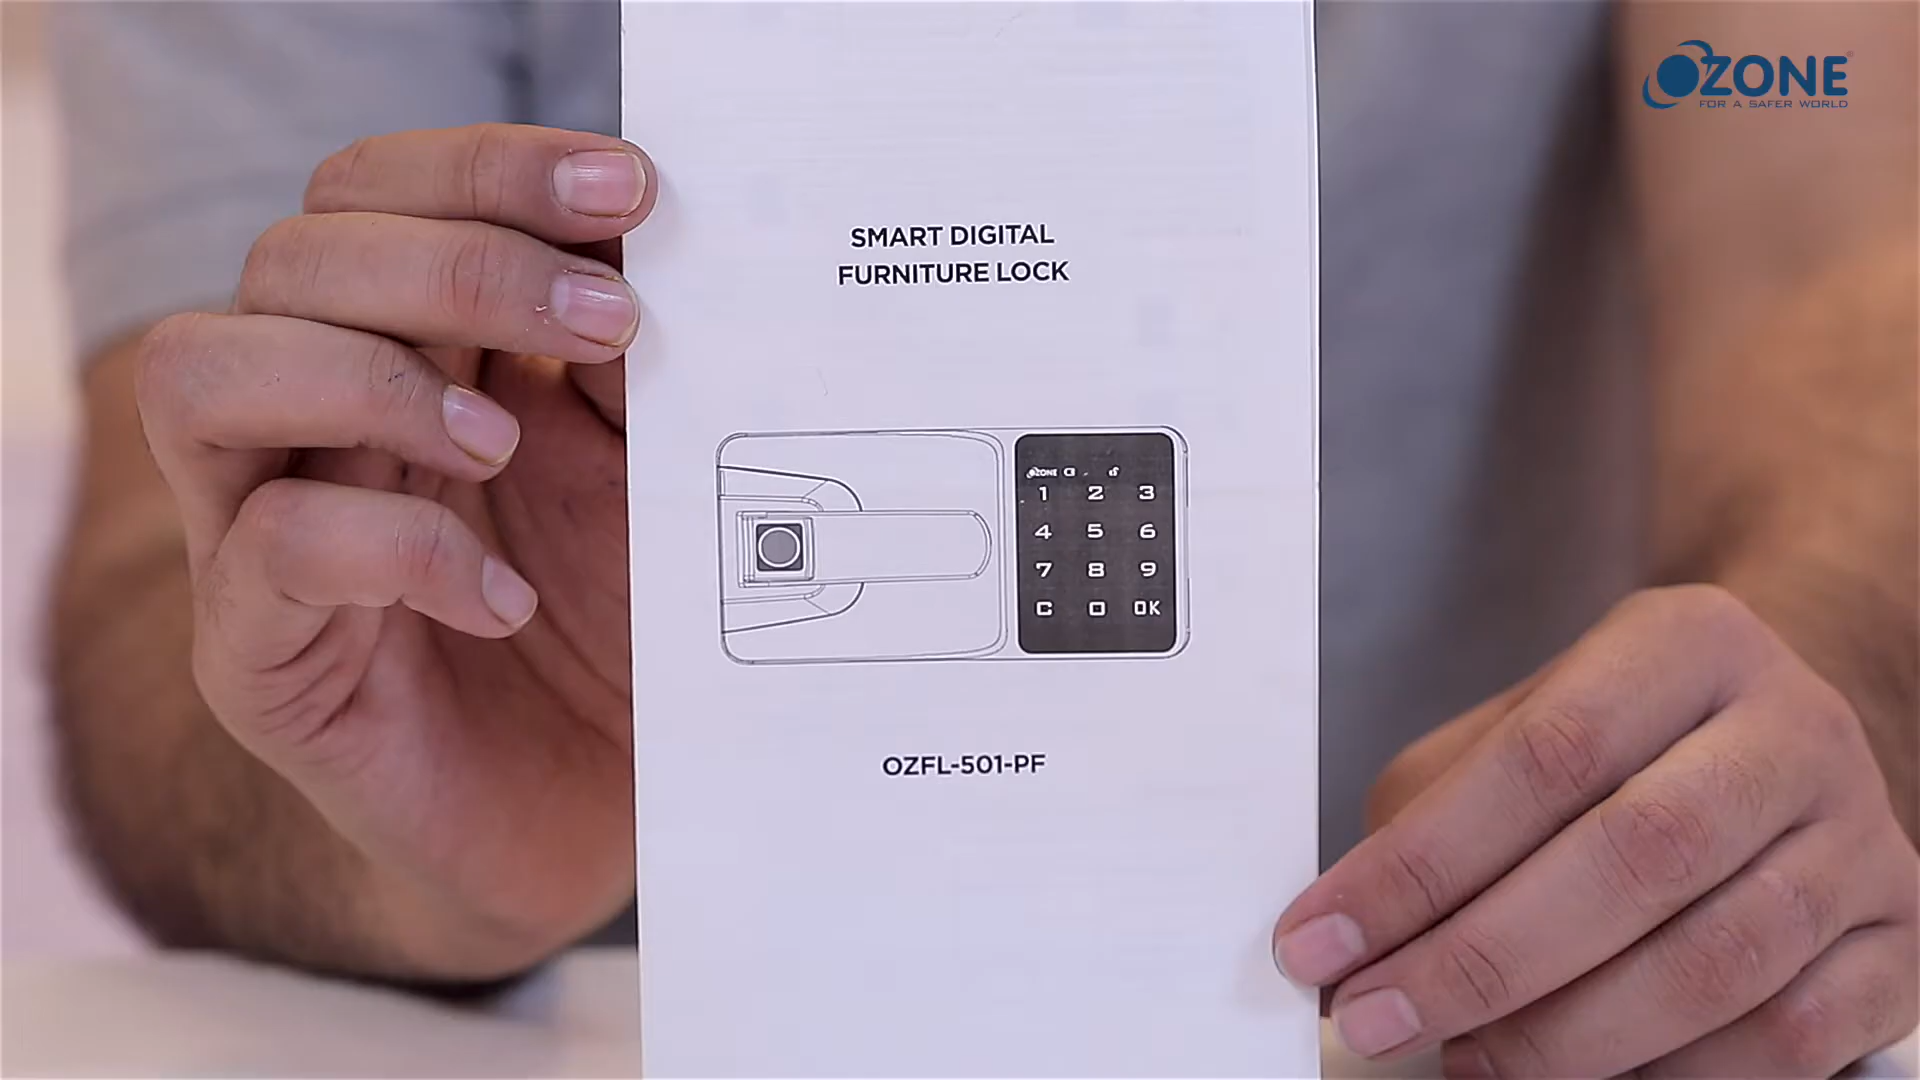 OZONE
FOR A SAFER WORLD
SMART DIGITAL
FURNITURE LOCK
OZONE
1 2 3
4 5 6
7 8 9
C 0 OK
OZFL-501-PF